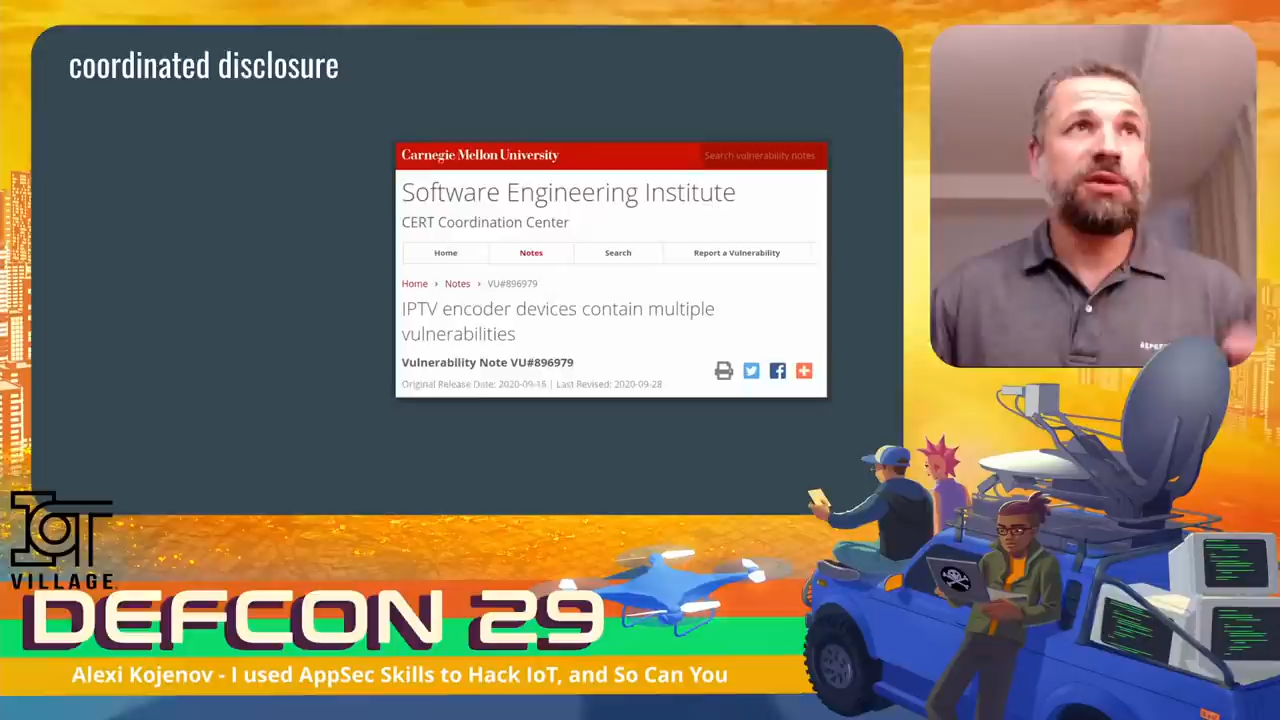 coordinated disclosure
Carnegie Mellon University
Search vulnerability notes
Software Engineering Institute
CERT Coordination Center
Home
Notes
Search
Report a Vulnerability
Home › Notes › VU#896979
IPTV encoder devices contain multiple
vulnerabilities
Vulnerability Note VU#896979
Original Release Date: 2020-09-16 | Last Revised: 2020-09-28
IOT
VILLAGE
DEFCON 29
Alexi Kojenov - I used AppSec Skills to Hack IoT, and So Can You